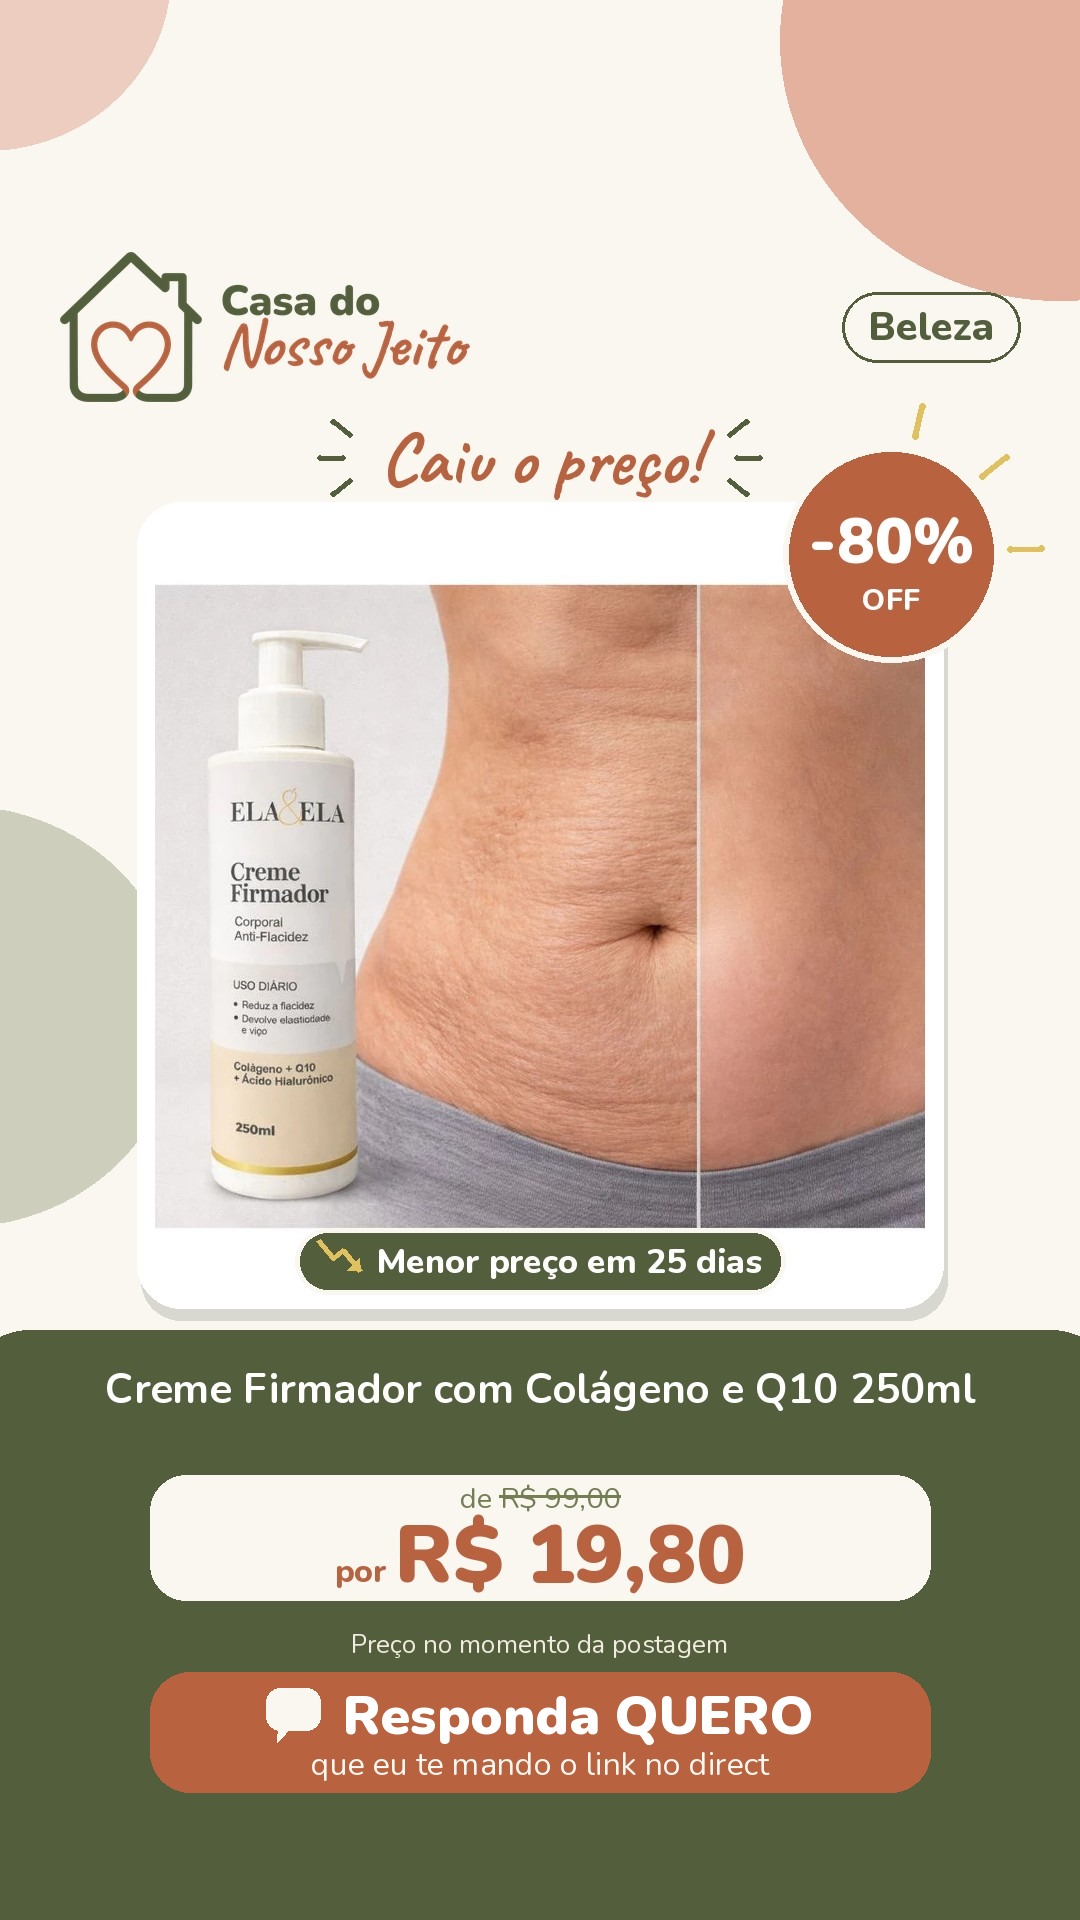 Casa do
Nosso Jeito
Beleza
Caiu o preço!
-80%
OFF
ELA&ELA
Creme
Firmador
Corporal
Anti-Flacidez
USO DIÁRIO
• Reduz a flacidez
• Devolve elasticidade
e viço
Colágeno + Q10
+ Ácido Hialurônico
250ml
Menor preço em 25 dias
Creme Firmador com Colágeno e Q10 250ml
de R$ 99,00
por R$ 19,80
Preço no momento da postagem
Responda QUERO
que eu te mando o link no direct